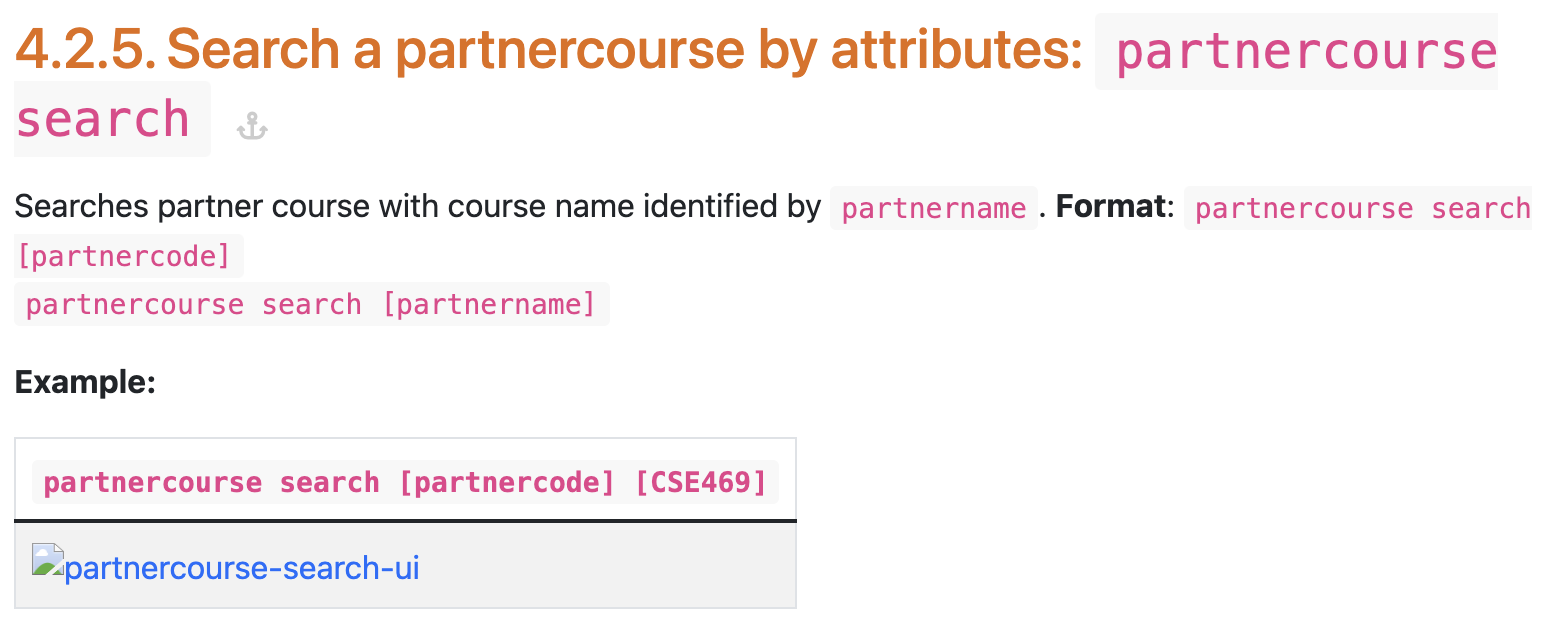 4.2.5. Search a partnercourse by attributes: partnercourse
search
Searches partner course with course name identified by partnername . Format: partnercourse search
[partnercode]
partnercourse search [partnername]
Example:
partnercourse search [partnercode] [CSE469]
partnercourse-search-ui